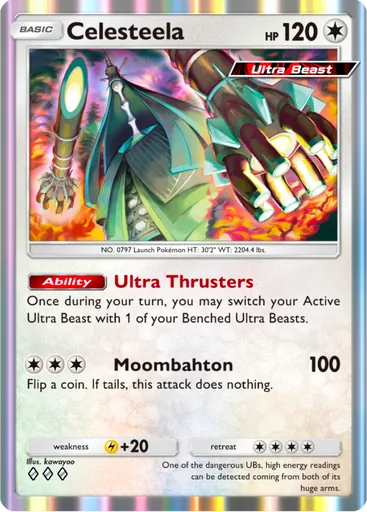 BASIC Celesteela HP 120
Ultra Beast
NO. 0797 Launch Pokémon HT: 30'2" WT: 2204.4 lbs.
Ability Ultra Thrusters
Once during your turn, you may switch your Active
Ultra Beast with 1 of your Benched Ultra Beasts.
Moombahton 100
Flip a coin. If tails, this attack does nothing.
weakness +20 retreat
Illus. kawayoo
One of the dangerous UBs, high energy readings
can be detected coming from both of its
huge arms.